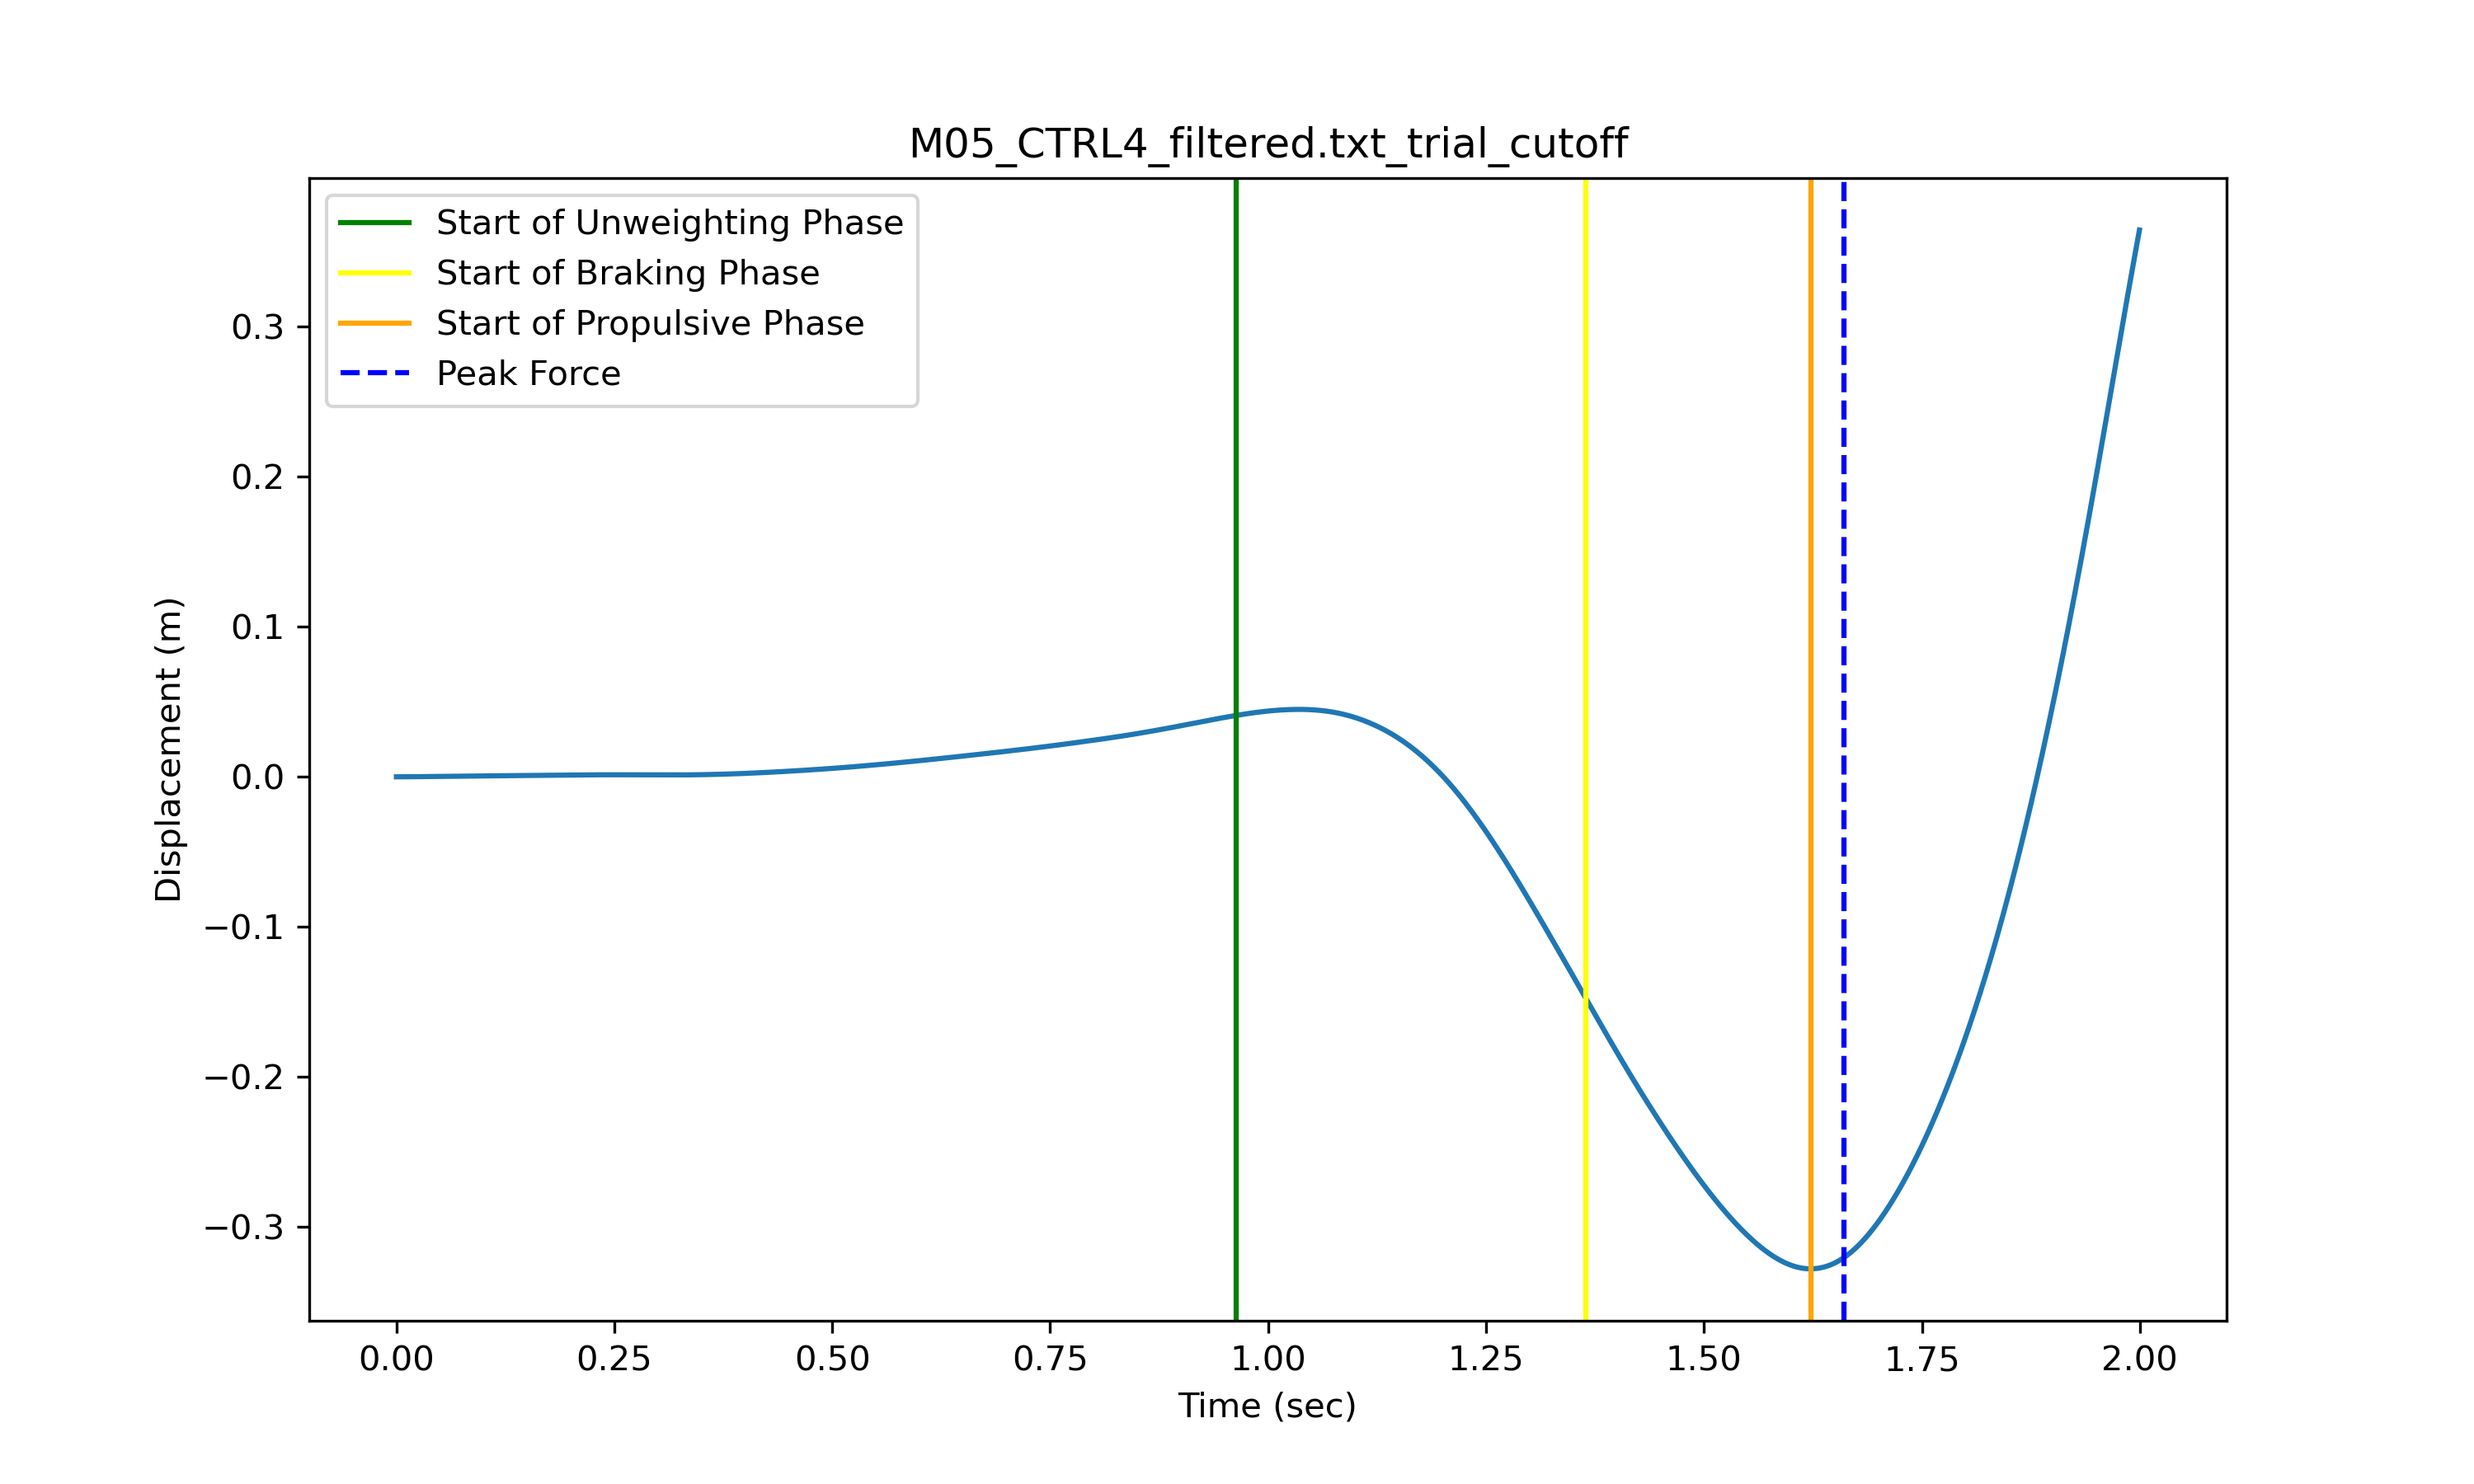 M05_CTRL4_filtered.txt_trial_cutoff
Start of Unweighting Phase
Start of Braking Phase
Start of Propulsive Phase
Peak Force
0.3
0.2
0.1
0.0
−0.1
−0.2
−0.3
Displacement (m)
0.00 0.25 0.50 0.75 1.00 1.25 1.50 1.75 2.00
Time (sec)